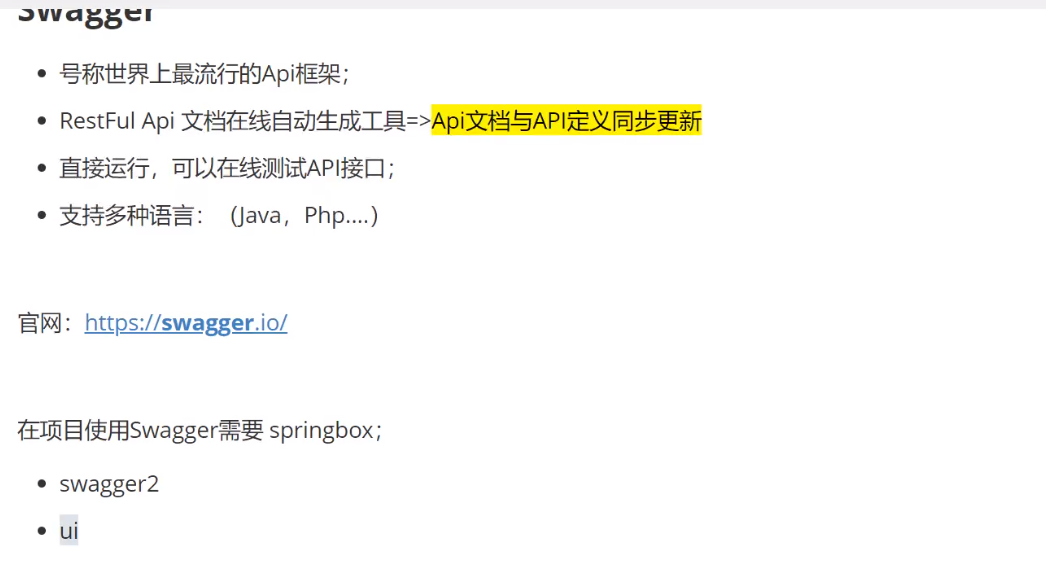 Swagger
号称世界上最流行的Api框架；
RestFul Api 文档在线自动生成工具=>Api文档与API定义同步更新
直接运行，可以在线测试API接口；
支持多种语言：（Java，Php....）
官网：https://swagger.io/
在项目使用Swagger需要 springbox；
swagger2
ui